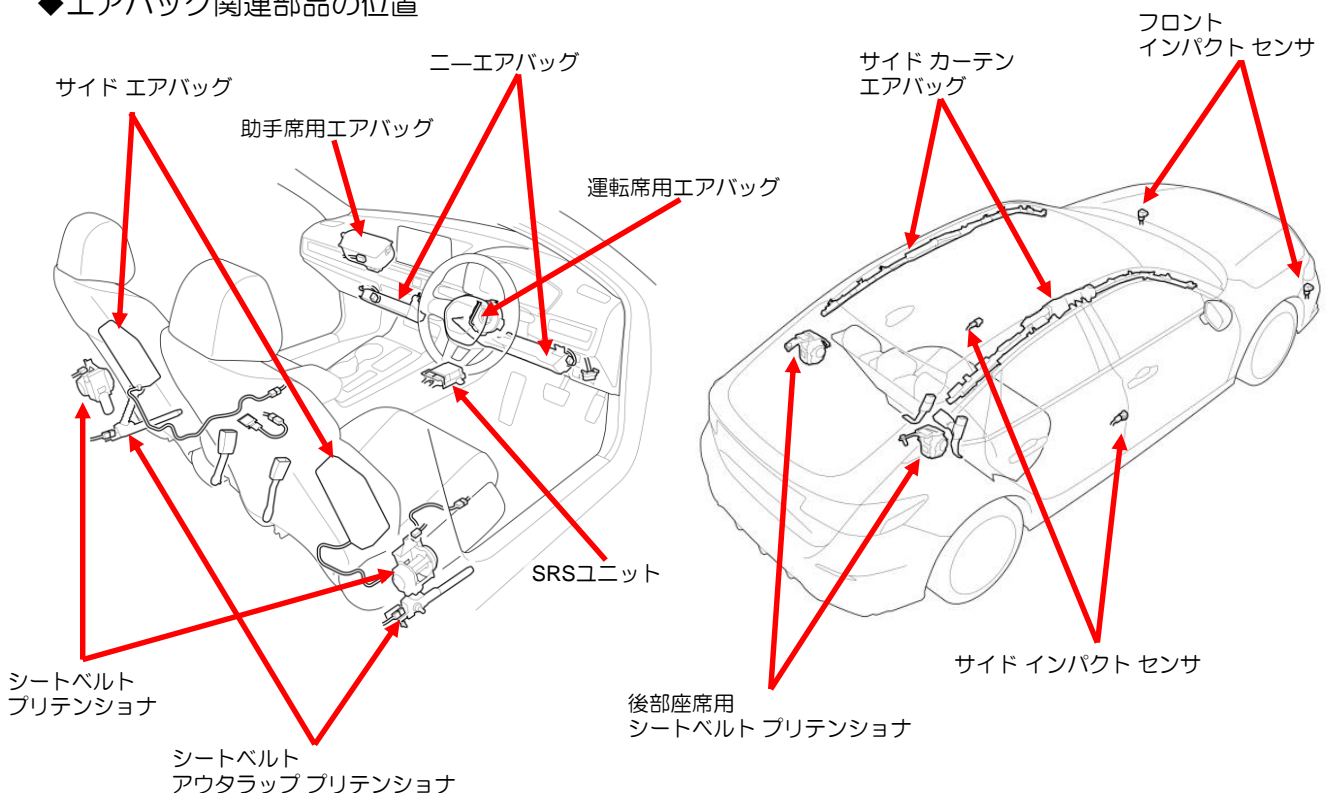 ◆エアバッグ関連部品の位置
サイド エアバッグ
助手席用エアバッグ
ニーエアバッグ
運転席用エアバッグ
サイド カーテン
エアバッグ
フロント
インパクト センサ
SRSユニット
シートベルト
プリテンショナ
シートベルト
アウタラップ プリテンショナ
後部座席用
シートベルト プリテンショナ
サイド インパクト センサ